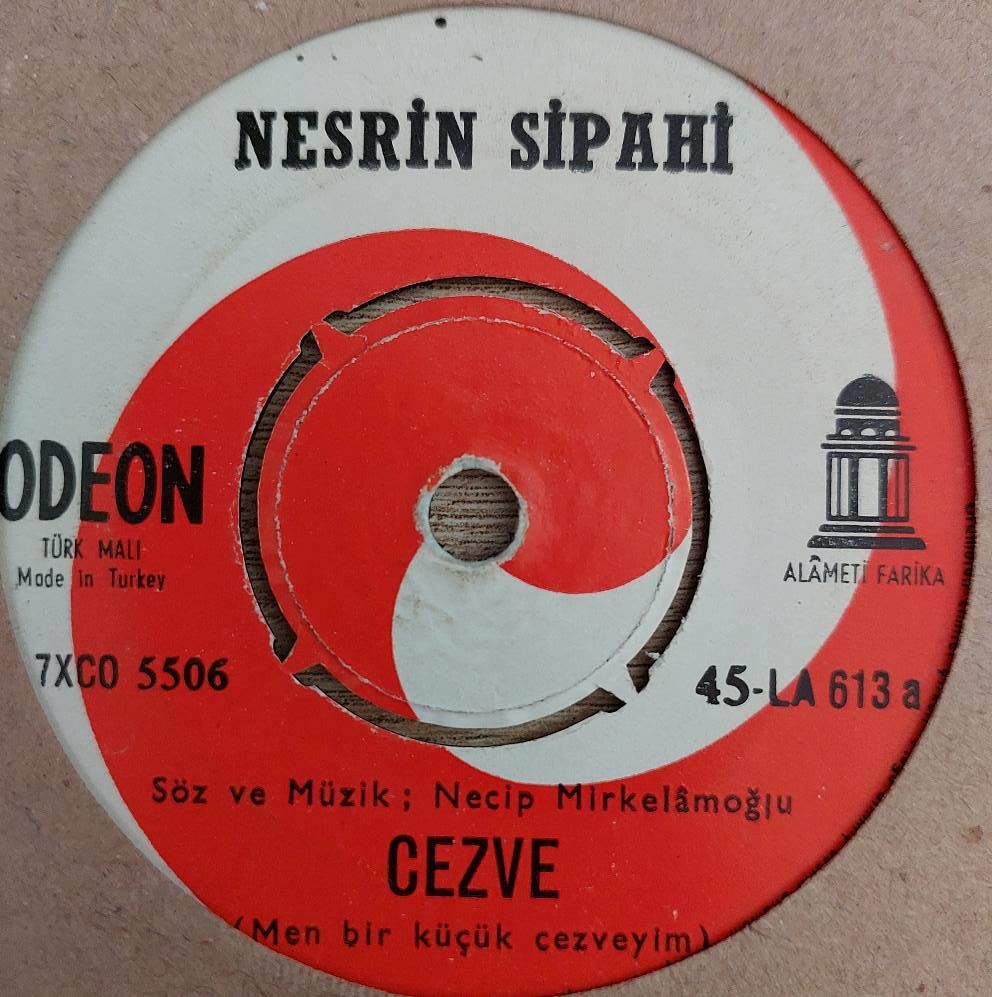 NESRİN SİPAHİ
ODEON
TÜRK MALI
Made in Turkey
ALÂMETİ FARİKA
7XCO 5506
45-LA 613 a
Söz ve Müzik; Necip Mirkelâmoğlu
CEZVE
(Men bir küçük cezveyim)